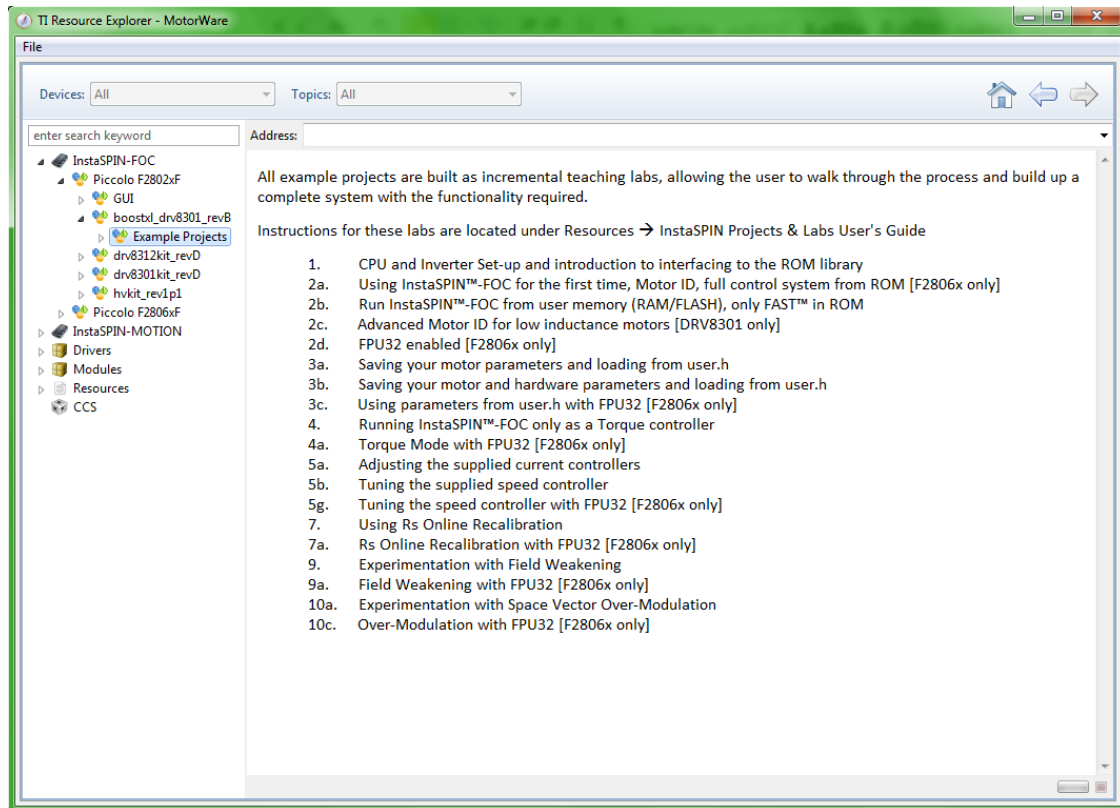 TI Resource Explorer - MotorWare
File
Devices: All Topics: All
enter search keyword
Address:
InstaSPIN-FOC
Piccolo F2802xF
GUI
boostxl_drv8301_revB
Example Projects
drv8312kit_revD
drv8301kit_revD
hvkit_rev1p1
Piccolo F2806xF
InstaSPIN-MOTION
Drivers
Modules
Resources
CCS
All example projects are built as incremental teaching labs, allowing the user to walk through the process and build up a
complete system with the functionality required.
Instructions for these labs are located under Resources → InstaSPIN Projects & Labs User's Guide
1. CPU and Inverter Set-up and introduction to interfacing to the ROM library
2a. Using InstaSPIN™-FOC for the first time, Motor ID, full control system from ROM [F2806x only]
2b. Run InstaSPIN™-FOC from user memory (RAM/FLASH), only FAST™ in ROM
2c. Advanced Motor ID for low inductance motors [DRV8301 only]
2d. FPU32 enabled [F2806x only]
3a. Saving your motor parameters and loading from user.h
3b. Saving your motor and hardware parameters and loading from user.h
3c. Using parameters from user.h with FPU32 [F2806x only]
4. Running InstaSPIN™-FOC only as a Torque controller
4a. Torque Mode with FPU32 [F2806x only]
5a. Adjusting the supplied current controllers
5b. Tuning the supplied speed controller
5g. Tuning the speed controller with FPU32 [F2806x only]
7. Using Rs Online Recalibration
7a. Rs Online Recalibration with FPU32 [F2806x only]
9. Experimentation with Field Weakening
9a. Field Weakening with FPU32 [F2806x only]
10a. Experimentation with Space Vector Over-Modulation
10c. Over-Modulation with FPU32 [F2806x only]